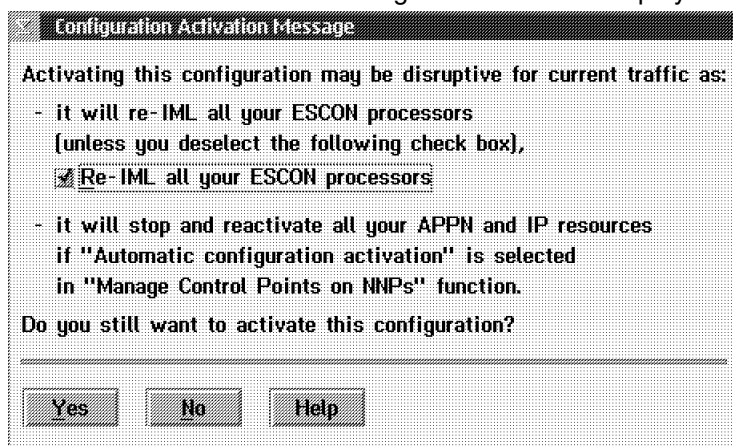 Configuration Activation Message
Activating this configuration may be disruptive for current traffic as:
- it will re-IML all your ESCON processors
(unless you deselect the following check box),
Re-IML all your ESCON processors
- it will stop and reactivate all your APPN and IP resources
if "Automatic configuration activation" is selected
in "Manage Control Points on NNPs" function.
Do you still want to activate this configuration?
Yes No Help